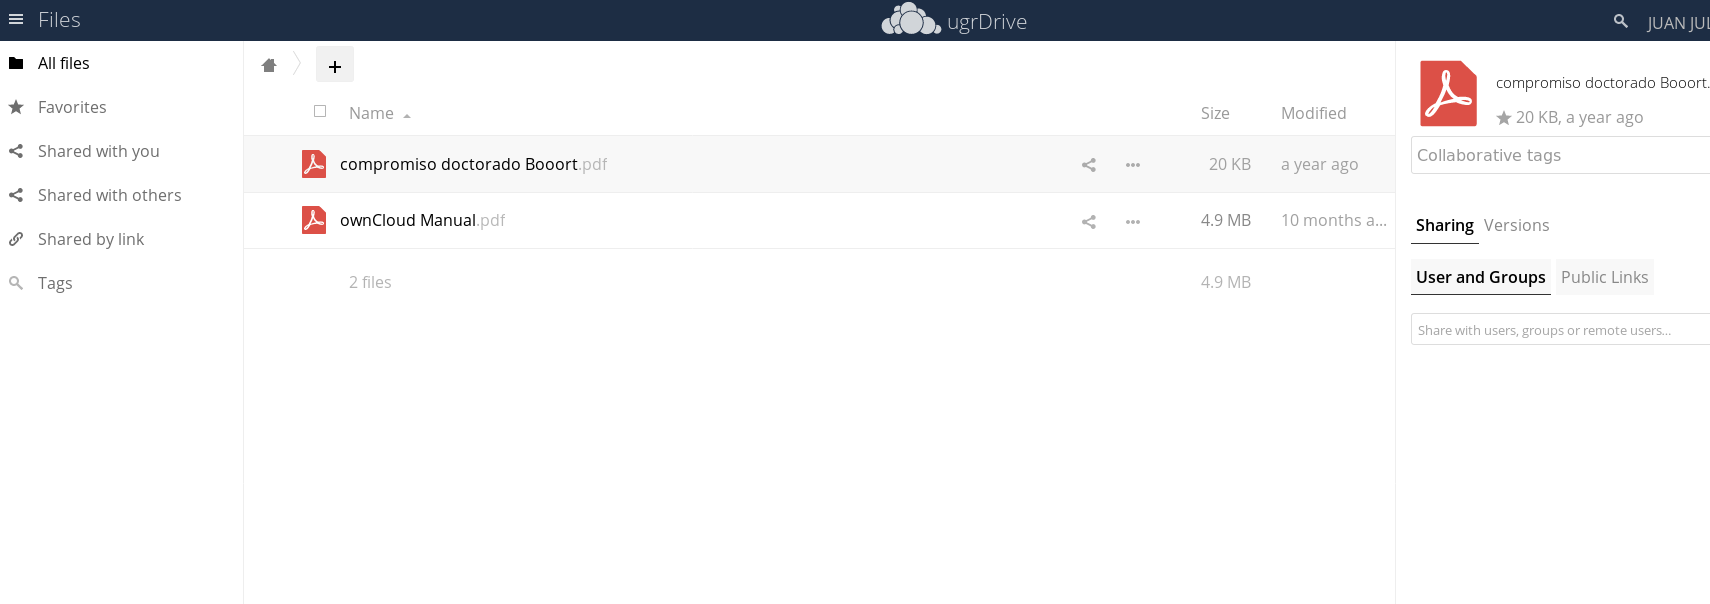 Files
ugrDrive
JUAN JUL
All files
Favorites
Shared with you
Shared with others
Shared by link
Tags
+
Name
Size
Modified
compromiso doctorado Booort.pdf
20 KB
a year ago
ownCloud Manual.pdf
4.9 MB
10 months a...
2 files
4.9 MB
compromiso doctorado Booort.
20 KB, a year ago
Collaborative tags
Sharing
Versions
User and Groups
Public Links
Share with users, groups or remote users...